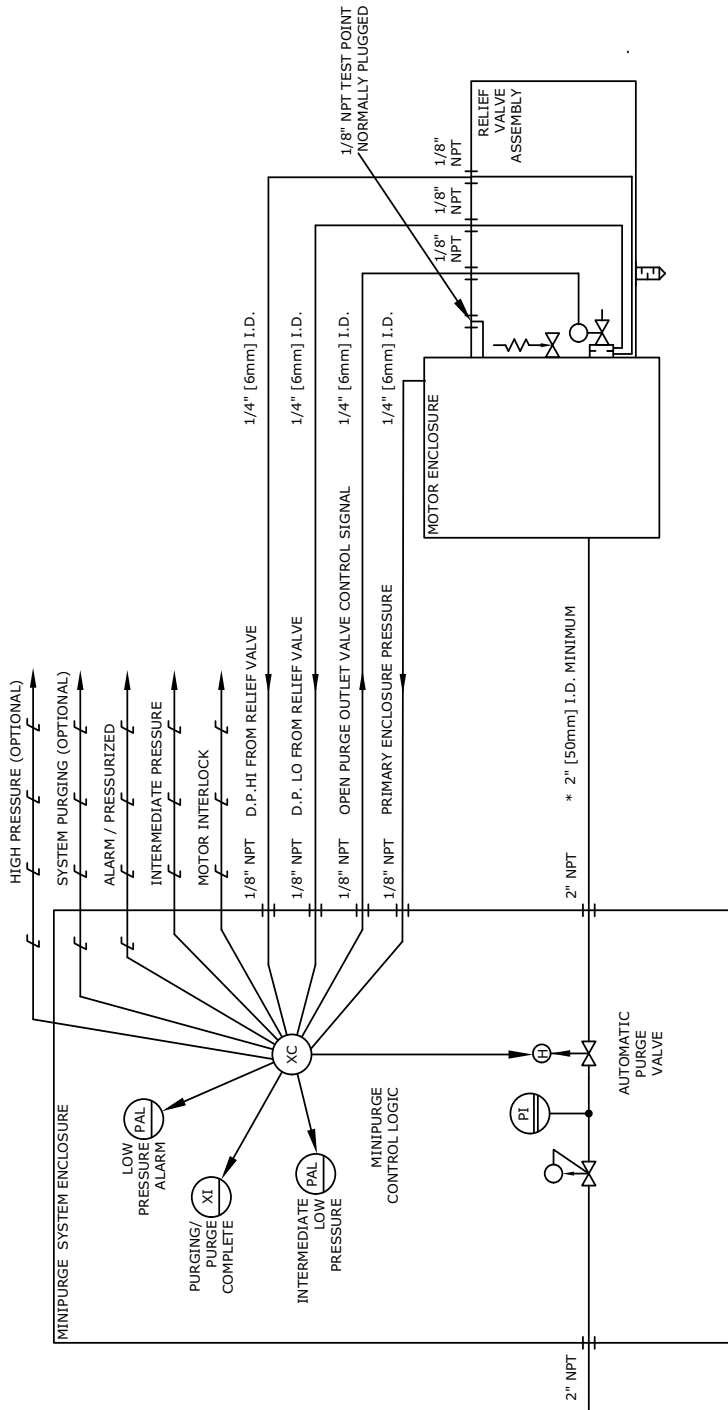 MINIPURGE SYSTEM ENCLOSURE
HIGH PRESSURE (OPTIONAL)
SYSTEM PURGING (OPTIONAL)
ALARM / PRESSURIZED
INTERMEDIATE PRESSURE
MOTOR INTERLOCK
LOW
PRESSURE
ALARM
PAL
PURGING/
PURGE
COMPLETE
XI
INTERMEDIATE
LOW
PRESSURE
PAL
XC
MINIPURGE
CONTROL LOGIC
1/8" NPT
D.P.HI FROM RELIEF VALVE
1/4" [6mm] I.D.
1/8"
NPT
1/8" NPT
D.P. LO FROM RELIEF VALVE
1/4" [6mm] I.D.
1/8"
NPT
1/8" NPT
OPEN PURGE OUTLET VALVE CONTROL SIGNAL
1/4" [6mm] I.D.
1/8"
NPT
1/8" NPT
PRIMARY ENCLOSURE PRESSURE
1/4" [6mm] I.D.
1/8" NPT TEST POINT
NORMALLY PLUGGED
RELIEF
VALVE
ASSEMBLY
MOTOR ENCLOSURE
PI
H
AUTOMATIC
PURGE
VALVE
2" NPT
2" NPT
* 2" [50mm] I.D. MINIMUM